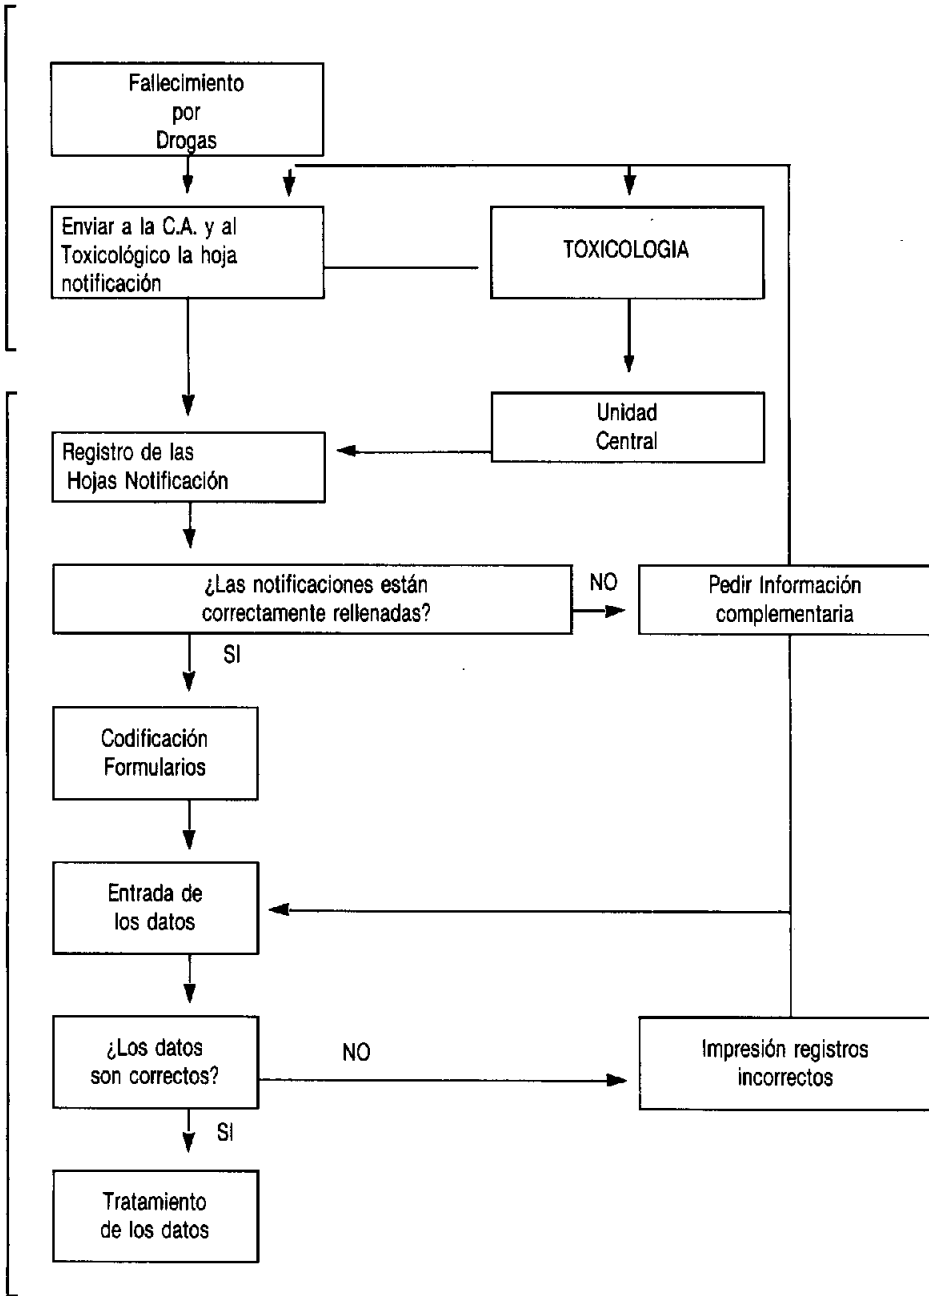 Fallecimiento
por
Drogas
Enviar a la C.A. y al
Toxicológico la hoja
notificación
TOXICOLOGIA
Unidad
Central
Registro de las
Hojas Notificación
¿Las notificaciones están
correctamente rellenadas?
NO
Pedir Información
complementaria
SI
Codificación
Formularios
Entrada de
los datos
¿Los datos
son correctos?
NO
Impresión registros
incorrectos
SI
Tratamiento
de los datos